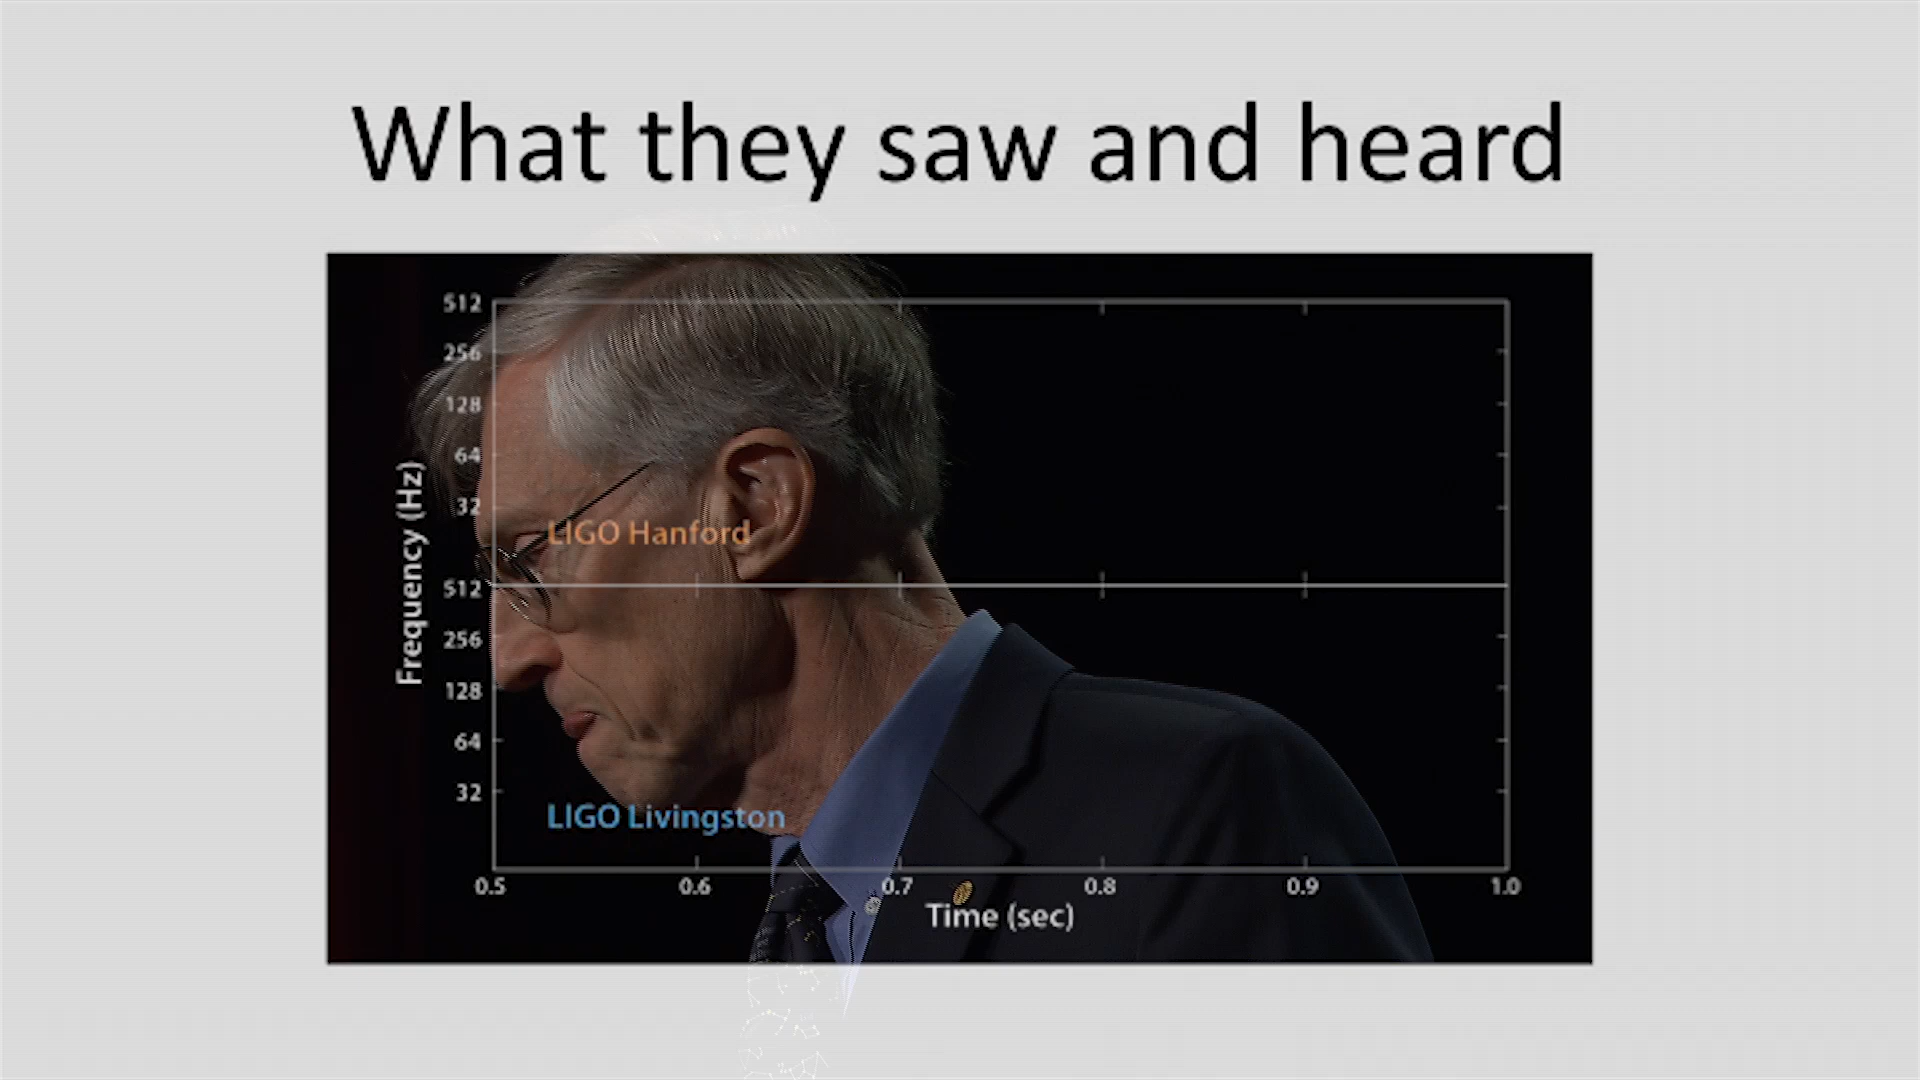 What they saw and heard
512
256
128
64
32
LIGO Hanford
512
256
128
64
32
LIGO Livingston
Frequency (Hz)
0.5 0.6 0.7 0.8 0.9 1.0
Time (sec)